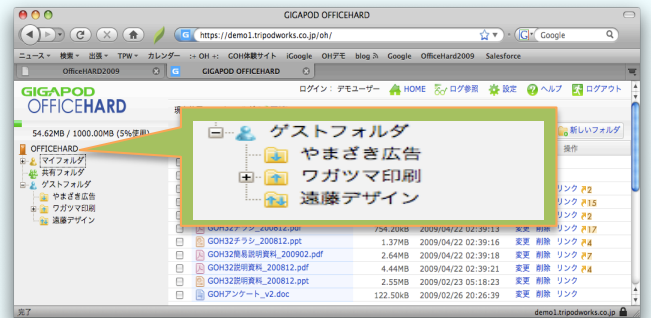 GIGAPOD OFFICEHARD
https://demo1.tripodworks.co.jp/oh/
Google
ニュース 検索 出張 TPW カレンダー :+ OH +: GOH体験サイト iGoogle OHデモ blog Google OfficeHard2009 Salesforce
OfficeHARD2009 GIGAPOD OFFICEHARD
GIGAPOD
OFFICEHARD
ログイン： デモユーザー HOME ログ参照 設定 ヘルプ ログアウト
54.62MB / 1000.00MB (5%使用)
新しいフォルダ
OFFICEHARD
操作
マイフォルダ
共有フォルダ
ゲストフォルダ
やまざき広告
ワガツマ印刷
遠藤デザイン
ゲストフォルダ
やまざき広告
ワガツマ印刷
遠藤デザイン
リンク 2
リンク 15
リンク 2
GOH32チラシ_200812.pdf 754.20kB 2009/04/22 02:39:13 変更 削除 リンク 17
GOH32チラシ_200812.ppt 1.37MB 2009/04/22 02:39:16 変更 削除 リンク 4
GOH32簡易説明資料_200902.pdf 2.64MB 2009/04/22 02:39:18 変更 削除 リンク 7
GOH32説明資料_200812.pdf 4.44MB 2009/04/22 02:39:21 変更 削除 リンク 4
GOH32説明資料_200812.ppt 2.55MB 2009/02/23 05:18:23 変更 削除 リンク
GOHアンケート_v2.doc 122.50kB 2009/02/26 20:26:39 変更 削除 リンク
完了
demo1.tripodworks.co.jp